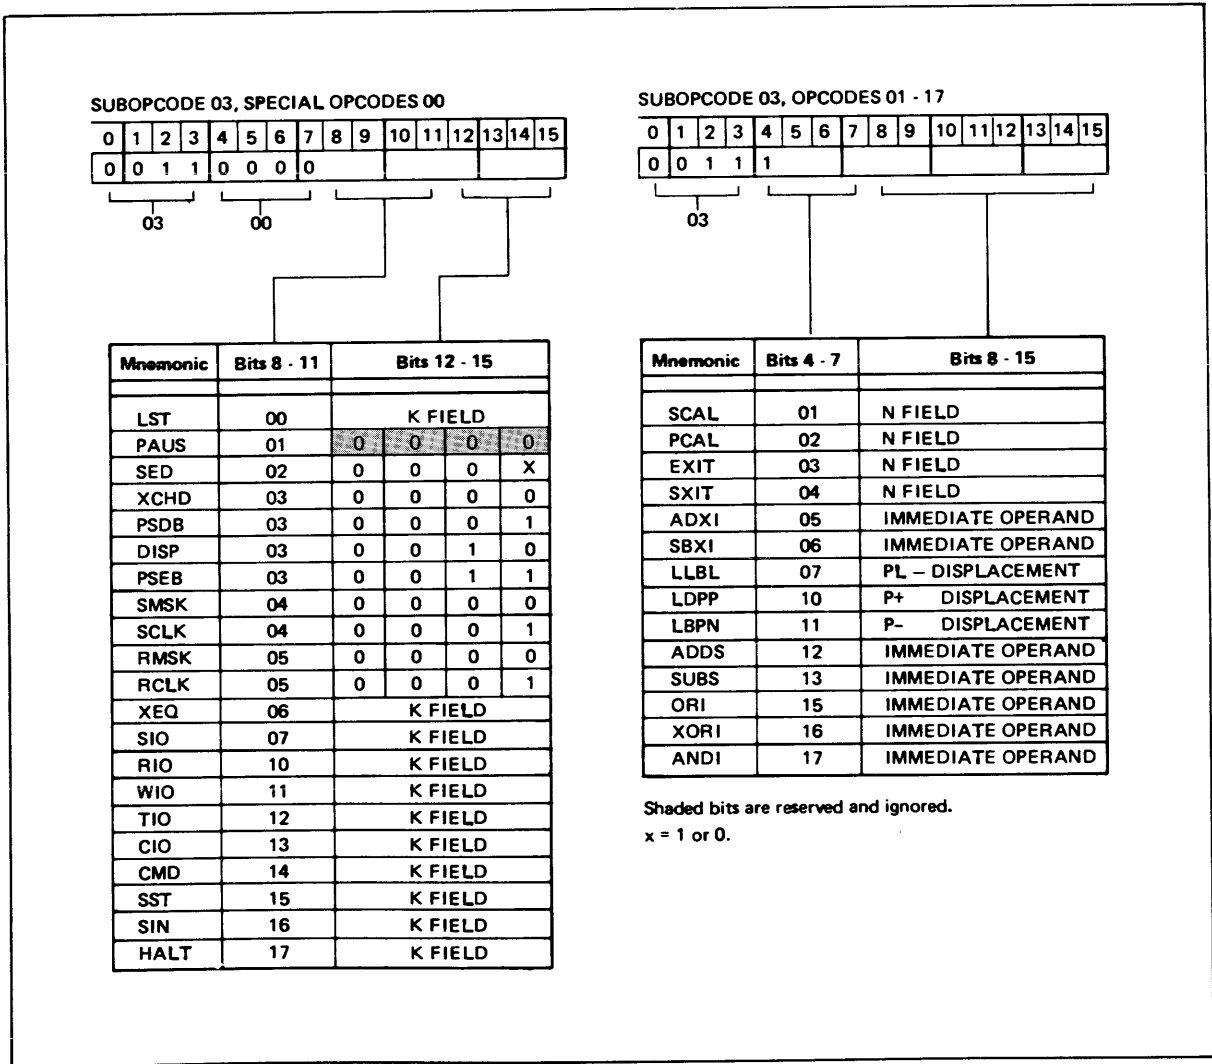 SUBOPCODE 03, SPECIAL OPCODES 00
0 1 2 3 4 5 6 7 8 9 10 11 12 13 14 15
0 0 1 1 0 0 0 0
03 00
Mnemonic Bits 8 - 11 Bits 12 - 15
LST 00 K FIELD
PAUS 01 0 0 0 0
SED 02 0 0 0 X
XCHD 03 0 0 0 0
PSDB 03 0 0 0 1
DISP 03 0 0 1 0
PSEB 03 0 0 1 1
SMSK 04 0 0 0 0
SCLK 04 0 0 0 1
RMSK 05 0 0 0 0
RCLK 05 0 0 0 1
XEQ 06 K FIELD
SIO 07 K FIELD
RIO 10 K FIELD
WIO 11 K FIELD
TIO 12 K FIELD
CIO 13 K FIELD
CMD 14 K FIELD
SST 15 K FIELD
SIN 16 K FIELD
HALT 17 K FIELD
SUBOPCODE 03, OPCODES 01 - 17
0 1 2 3 4 5 6 7 8 9 10 11 12 13 14 15
0 0 1 1 1
03
Mnemonic Bits 4 - 7 Bits 8 - 15
SCAL 01 N FIELD
PCAL 02 N FIELD
EXIT 03 N FIELD
SXIT 04 N FIELD
ADXI 05 IMMEDIATE OPERAND
SBXI 06 IMMEDIATE OPERAND
LLBL 07 PL – DISPLACEMENT
LDPP 10 P+ DISPLACEMENT
LBPN 11 P– DISPLACEMENT
ADDS 12 IMMEDIATE OPERAND
SUBS 13 IMMEDIATE OPERAND
ORI 15 IMMEDIATE OPERAND
XORI 16 IMMEDIATE OPERAND
ANDI 17 IMMEDIATE OPERAND
Shaded bits are reserved and ignored.
x = 1 or 0.